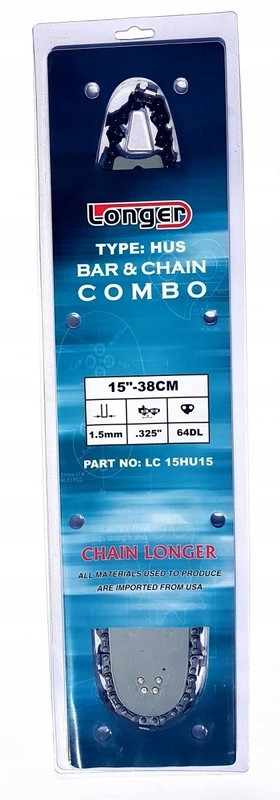 Longer
TYPE: HUS
BAR & CHAIN
COMBO
15"-38CM
1.5mm .325" 64DL
PART NO: LC 15HU15
CHAIN LONGER
ALL MATERIALS USED TO PRODUCE
ARE IMPORTED FROM USA